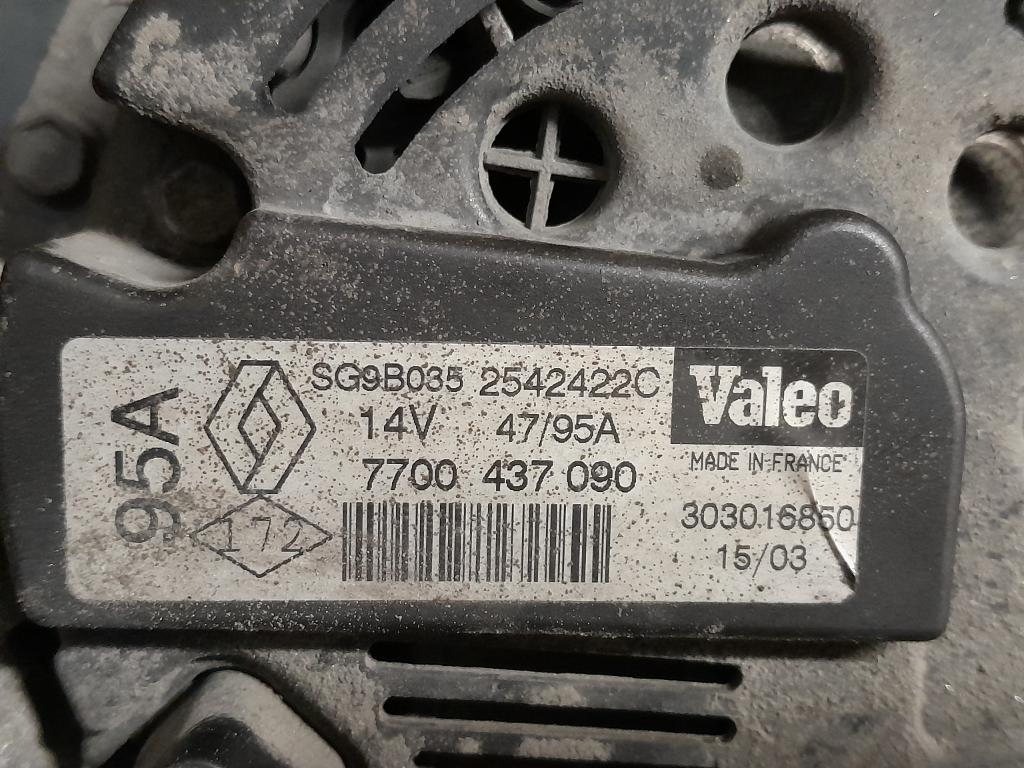 95A
SG9B035 2542422C
14V 47/95A
7700 437 090
172
Valeo
MADE IN FRANCE
303016850
15/03